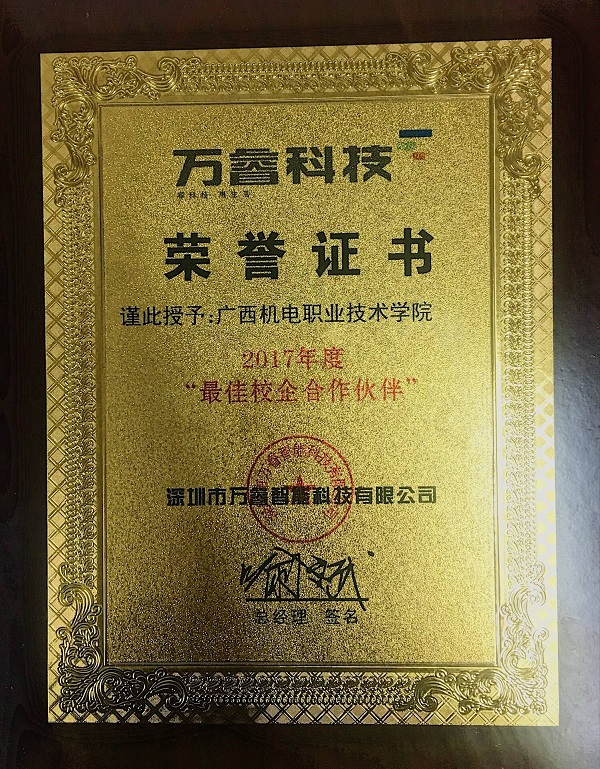 万睿科技
荣誉证书
谨此授予:广西机电职业技术学院
2017年度
“最佳校企合作伙伴”
深圳市万睿智能科技有限公司
总经理 签名